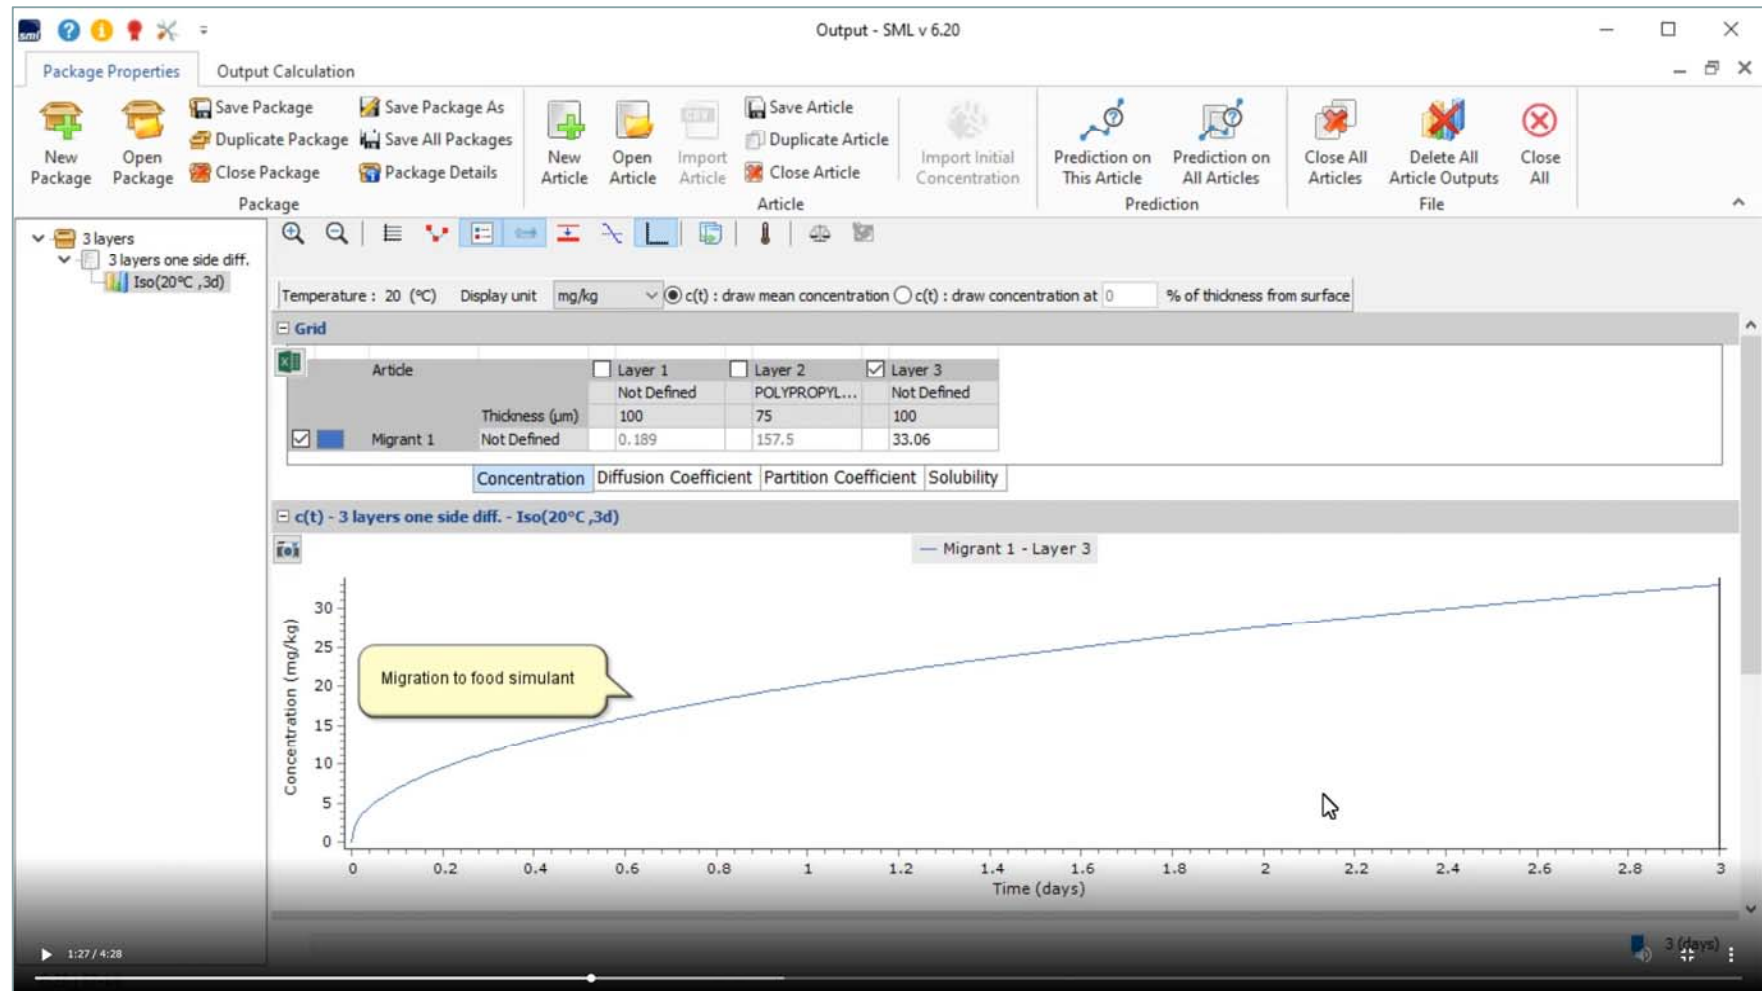 sml
Output - SML v 6.20
Package Properties
Output Calculation
New Package
Open Package
Save Package
Duplicate Package
Close Package
Save Package As
Save All Packages
Package Details
Package
New Article
Open Article
Import Article
Save Article
Duplicate Article
Close Article
Import Initial Concentration
Article
Prediction on This Article
Prediction on All Articles
Prediction
Close All Articles
Delete All Article Outputs
Close All
File
3 layers
3 layers one side diff.
Iso(20°C ,3d)
Temperature : 20 (°C) Display unit mg/kg c(t) : draw mean concentration c(t) : draw concentration at 0 % of thickness from surface
Grid
Article Layer 1 Layer 2 Layer 3
Not Defined POLYPROPYL... Not Defined
Thickness (µm) 100 75 100
Migrant 1 Not Defined 0.189 157.5 33.06
Concentration Diffusion Coefficient Partition Coefficient Solubility
c(t) - 3 layers one side diff. - Iso(20°C ,3d)
Migrant 1 - Layer 3
Concentration (mg/kg)
30
25
20
15
10
5
0
Migration to food simulant
0 0.2 0.4 0.6 0.8 1 1.2 1.4 1.6 1.8 2 2.2 2.4 2.6 2.8 3
Time (days)
3 (days)
1:27 / 4:28